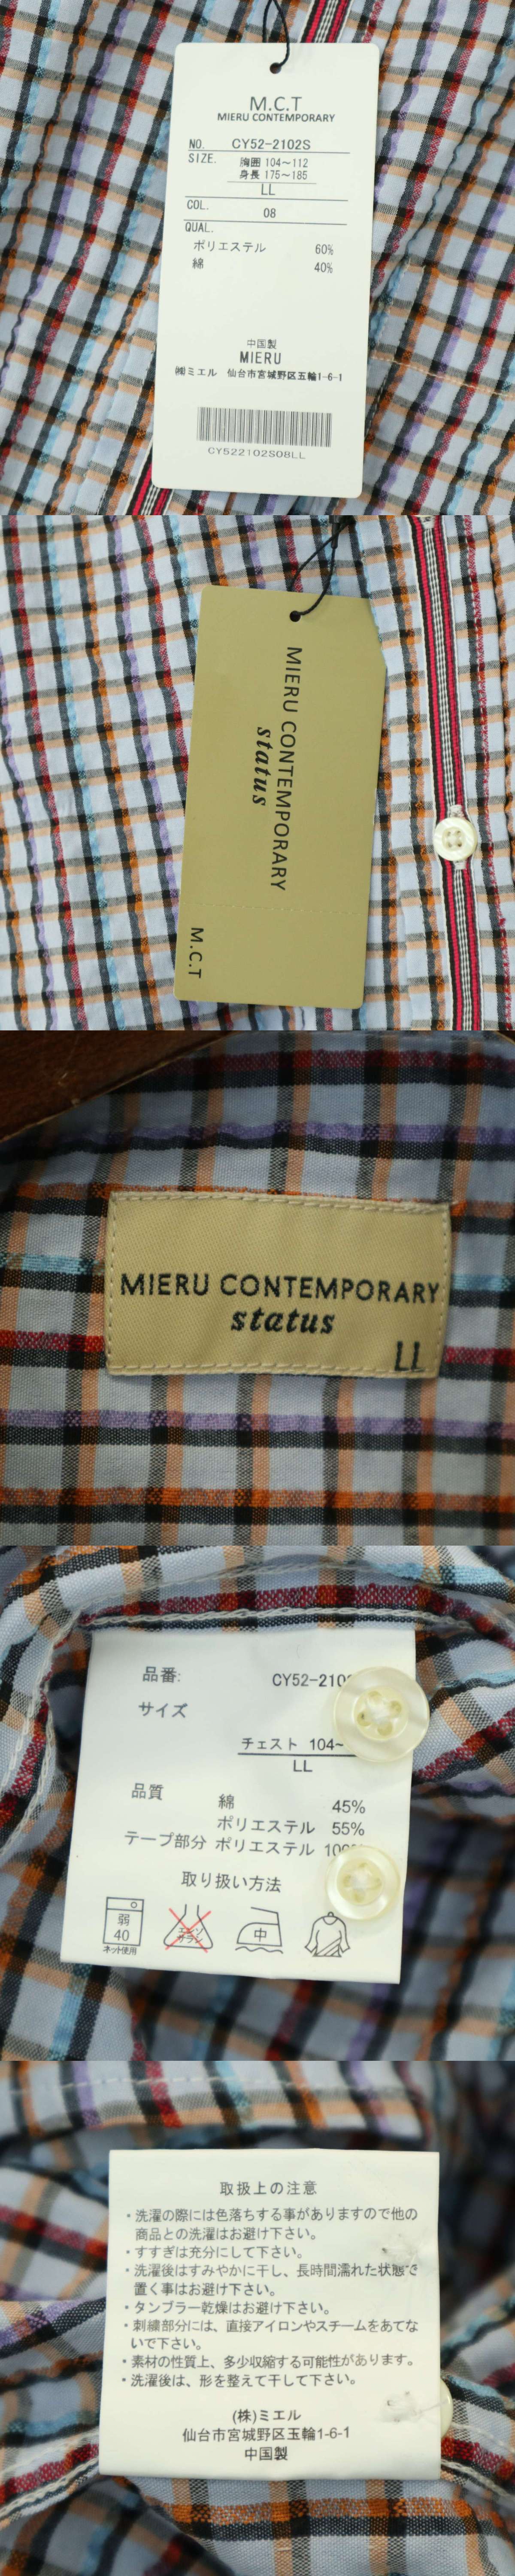 M.C.T
MIERU CONTEMPORARY
NO. CY52-2102S
SIZE. 胸囲 104～112
身長 175～185
LL
COL. 08
QUAL.
ポリエステル 60%
綿 40%
中国製
MIERU
㈱ミエル 仙台市宮城野区五輪1-6-1
CY522102S08LL
MIERU CONTEMPORARY
status
M.C.T
MIERU CONTEMPORARY
status
LL
品番: CY52-210
サイズ
チェスト 104~
LL
品質 綿 45%
ポリエステル 55%
テープ部分 ポリエステル 100
取り扱い方法
弱
40
ネット使用
エンソ
サラシ
中
取扱上の注意
・洗濯の際には色落ちする事がありますので他の
商品との洗濯はお避け下さい。
・すすぎは充分にして下さい。
・洗濯後はすみやかに干し、長時間濡れた状態で
置く事はお避け下さい。
・タンブラー乾燥はお避け下さい。
・刺繍部分には、直接アイロンやスチームをあてな
いで下さい。
・素材の性質上、多少収縮する可能性があります。
・洗濯後は、形を整えて干して下さい。
(株)ミエル
仙台市宮城野区玉輪1-6-1
中国製